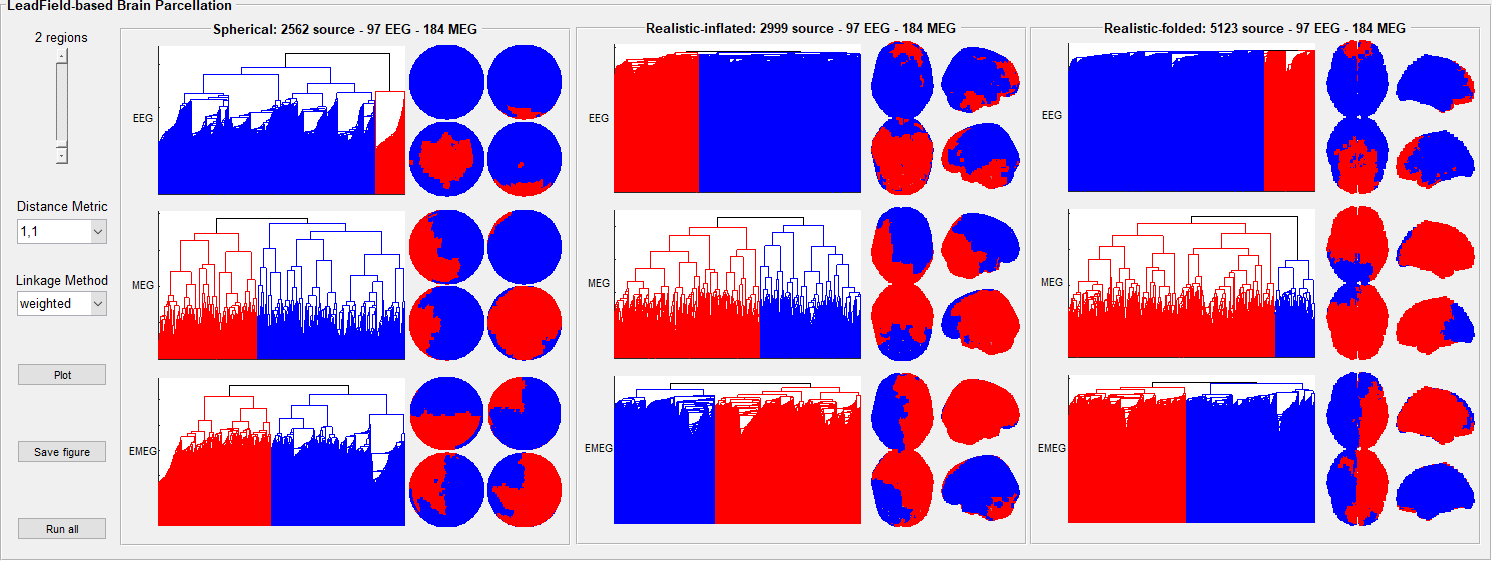 LeadField-based Brain Parcellation
2 regions
Distance Metric
1,1
Linkage Method
weighted
Plot
Save figure
Run all
Spherical: 2562 source - 97 EEG - 184 MEG
EEG
MEG
EMEG
Realistic-inflated: 2999 source - 97 EEG - 184 MEG
EEG
MEG
EMEG
Realistic-folded: 5123 source - 97 EEG - 184 MEG
EEG
MEG
EMEG